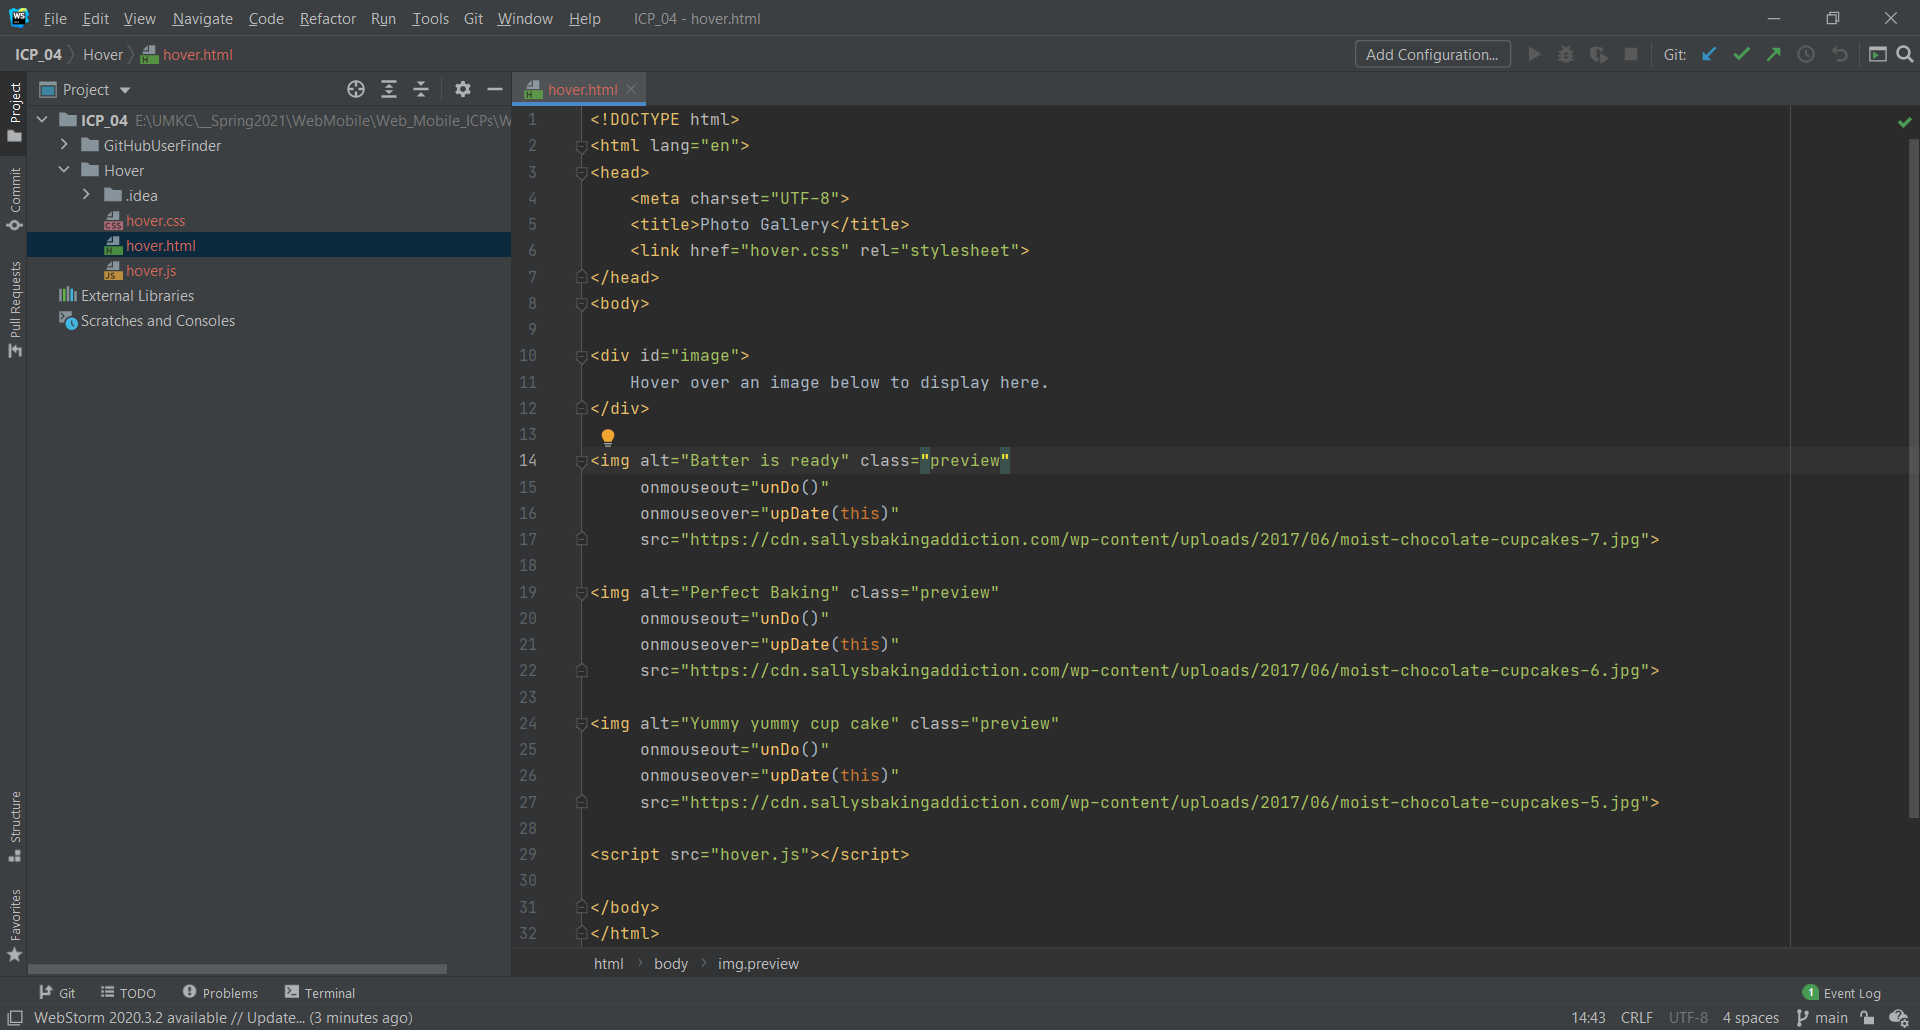 WS File Edit View Navigate Code Refactor Run Tools Git Window Help ICP_04 - hover.html
ICP_04 Hover hover.html Add Configuration... Git:
Project
hover.html
ICP_04 E:\UMKC\__Spring2021\WebMobile\Web_Mobile_ICPs\W
GitHubUserFinder
Hover
.idea
hover.css
hover.html
hover.js
External Libraries
Scratches and Consoles
Project
Commit
Pull Requests
Structure
Favorites
1 <!DOCTYPE html>
2 <html lang="en">
3 <head>
4     <meta charset="UTF-8">
5     <title>Photo Gallery</title>
6     <link href="hover.css" rel="stylesheet">
7 </head>
8 <body>
9
10 <div id="image">
11     Hover over an image below to display here.
12 </div>
13
14 <img alt="Batter is ready" class="preview"
15      onmouseout="unDo()"
16      onmouseover="upDate(this)"
17      src="https://cdn.sallysbakingaddiction.com/wp-content/uploads/2017/06/moist-chocolate-cupcakes-7.jpg">
18
19 <img alt="Perfect Baking" class="preview"
20      onmouseout="unDo()"
21      onmouseover="upDate(this)"
22      src="https://cdn.sallysbakingaddiction.com/wp-content/uploads/2017/06/moist-chocolate-cupcakes-6.jpg">
23
24 <img alt="Yummy yummy cup cake" class="preview"
25      onmouseout="unDo()"
26      onmouseover="upDate(this)"
27      src="https://cdn.sallysbakingaddiction.com/wp-content/uploads/2017/06/moist-chocolate-cupcakes-5.jpg">
28
29 <script src="hover.js"></script>
30
31 </body>
32 </html>
html body img.preview
Git TODO Problems Terminal 1 Event Log
WebStorm 2020.3.2 available // Update... (3 minutes ago) 14:43 CRLF UTF-8 4 spaces main